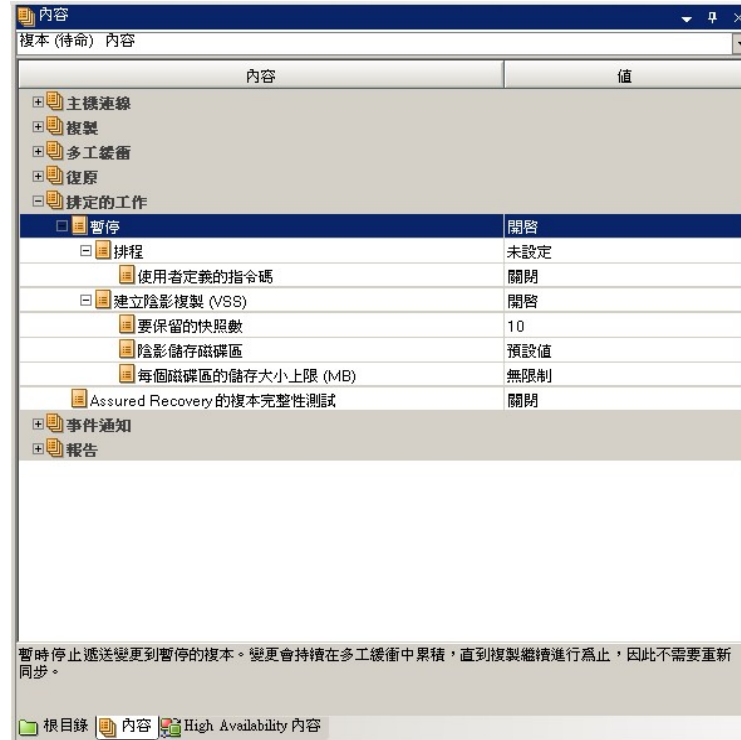 內容
複本 (待命) 內容
內容 值
主機連線
複製
多工緩衝
復原
排定的工作
暫停 開啓
排程 未設定
使用者定義的指令碼 關閉
建立陰影複製 (VSS) 開啓
要保留的快照數 10
陰影儲存磁碟區 預設值
每個磁碟區的儲存大小上限 (MB) 無限制
Assured Recovery 的複本完整性測試 關閉
事件通知
報告
暫時停止遞送變更到暫停的複本。變更會持續在多工緩衝中累積，直到複製繼續進行爲止，因此不需要重新
同步。
根目錄 內容 High Availability 內容